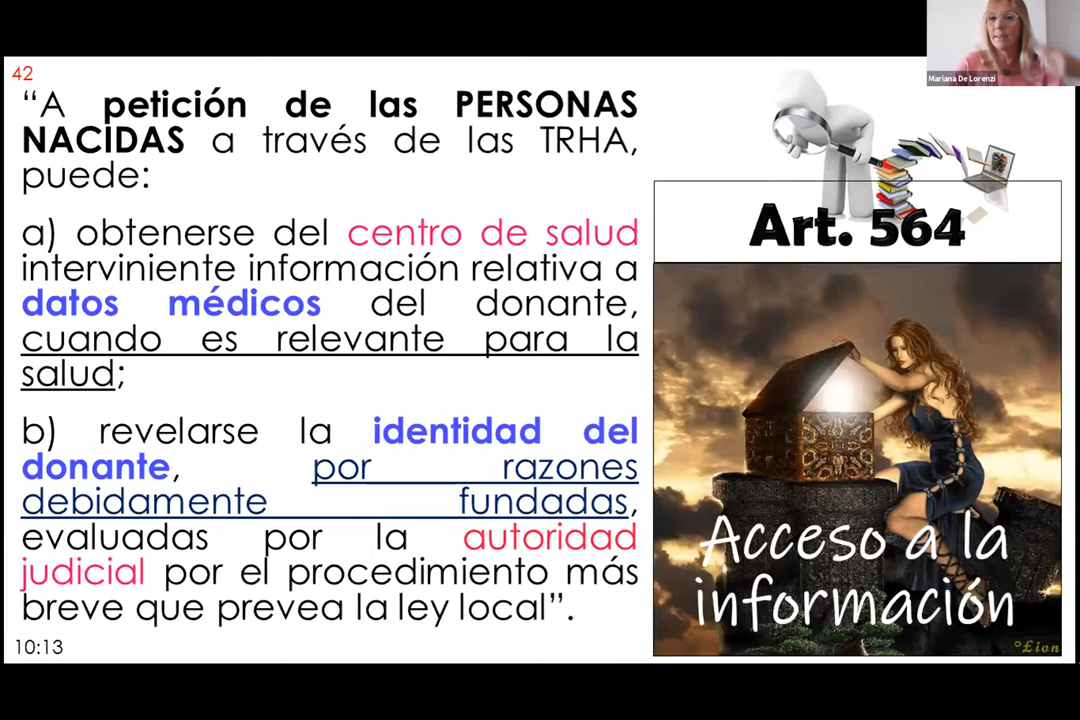 42
“A petición de las PERSONAS
NACIDAS a través de las TRHA,
puede:
a) obtenerse del centro de salud
interviniente información relativa a
datos médicos del donante,
cuando es relevante para la
salud;
b) revelarse la identidad del
donante, por razones
debidamente fundadas,
evaluadas por la autoridad
judicial por el procedimiento más
breve que prevea la ley local”.
10:13
Mariana De Lorenzi
Art. 564
Acceso a la
información
°Lion